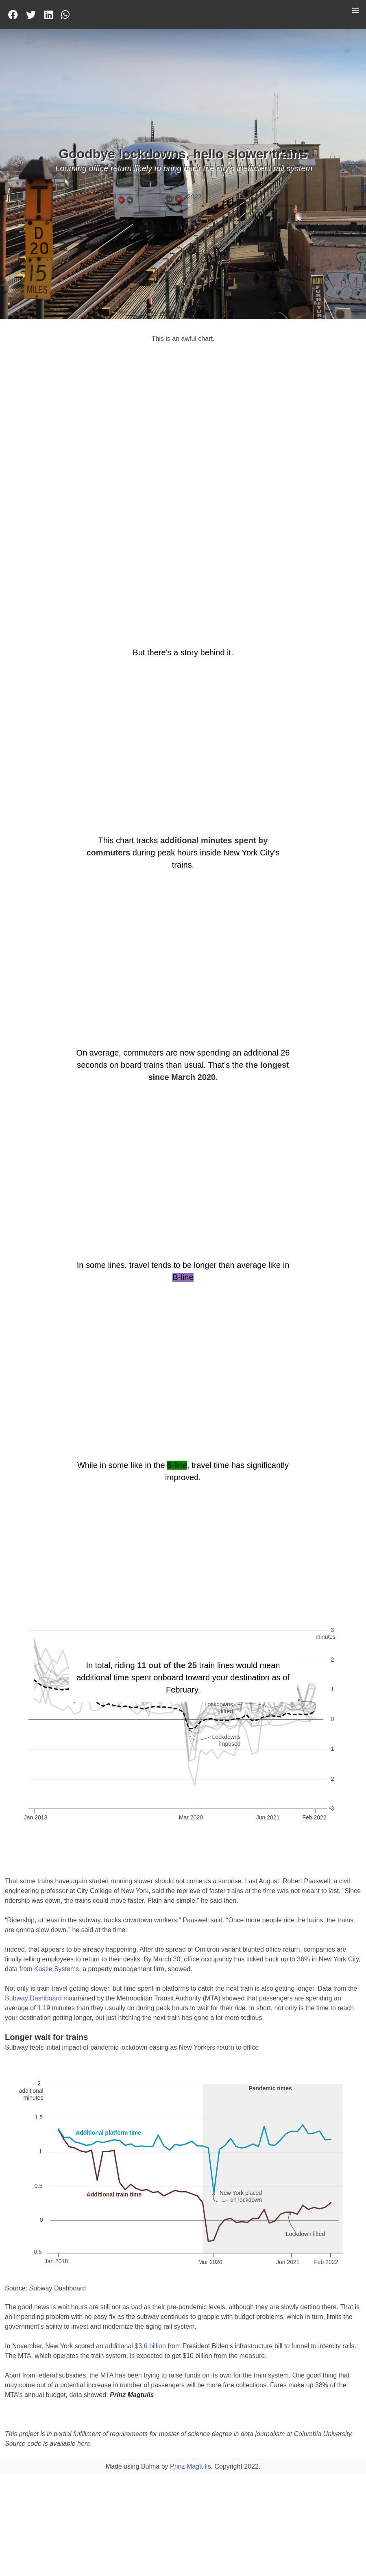 Goodbye lockdowns, hello slower trains
Looming office return likely to bring back the city's inefficient rail system
D
20
15
MILES
FURNITURE
This is an awful chart.
But there's a story behind it.
This chart tracks additional minutes spent by
commuters during peak hours inside New York City's
trains.
On average, commuters are now spending an additional 26
seconds on board trains than usual. That's the the longest
since March 2020.
In some lines, travel tends to be longer than average like in
B-line
While in some like in the 6-line, travel time has significantly
improved.
3
minutes
2
In total, riding 11 out of the 25 train lines would mean
additional time spent onboard toward your destination as of
February.
1
Lockdowns
lifted
0
Lockdowns
imposed
-1
-2
-3
Jan 2018
Mar 2020
Jun 2021
Feb 2022
That some trains have again started running slower should not come as a surprise. Last August, Robert Paaswell, a civil
engineering professor at City College of New York, said the reprieve of faster trains at the time was not meant to last. “Since
ridership was down, the trains could move faster. Plain and simple,” he said then.
“Ridership, at least in the subway, tracks downtown workers,” Paaswell said. “Once more people ride the trains, the trains
are gonna slow down.” he said at the time.
Indeed, that appears to be already happening. After the spread of Omicron variant blunted office return, companies are
finally telling employees to return to their desks. By March 30, office occupancy has ticked back up to 36% in New York City,
data from Kastle Systems, a property management firm, showed.
Not only is train travel getting slower, but time spent in platforms to catch the next train is also getting longer. Data from the
Subway Dashboard maintained by the Metropolitan Transit Authority (MTA) showed that passengers are spending an
average of 1.19 minutes than they usually do during peak hours to wait for their ride. In short, not only is the time to reach
your destination getting longer, but just hitching the next train has gone a lot more tedious.
Longer wait for trains
Subway feels initial impact of pandemic lockdown easing as New Yorkers return to office
2
additional
minutes
Pandemic times
1.5
Additional platform time
1
0.5
Additional train time
New York placed
on lockdown
0
Lockdown lifted
-0.5
Jan 2018
Mar 2020
Jun 2021
Feb 2022
Source: Subway Dashboard
The good news is wait hours are still not as bad as their pre-pandemic levels, although they are slowly getting there. That is
an impending problem with no easy fix as the subway continues to grapple with budget problems, which in turn, limits the
government's ability to invest and modernize the aging rail system.
In November, New York scored an additional $3.6 billion from President Biden's infrastructure bill to funnel to intercity rails.
The MTA, which operates the train system, is expected to get $10 billion from the measure.
Apart from federal subsidies, the MTA has been trying to raise funds on its own for the train system. One good thing that
may come out of a potential increase in number of passengers will be more fare collections. Fares make up 38% of the
MTA's annual budget, data showed. Prinz Magtulis
This project is in partial fulfillment of requirements for master of science degree in data journalism at Columbia University.
Source code is available here.
Made using Bulma by Prinz Magtulis. Copyright 2022.